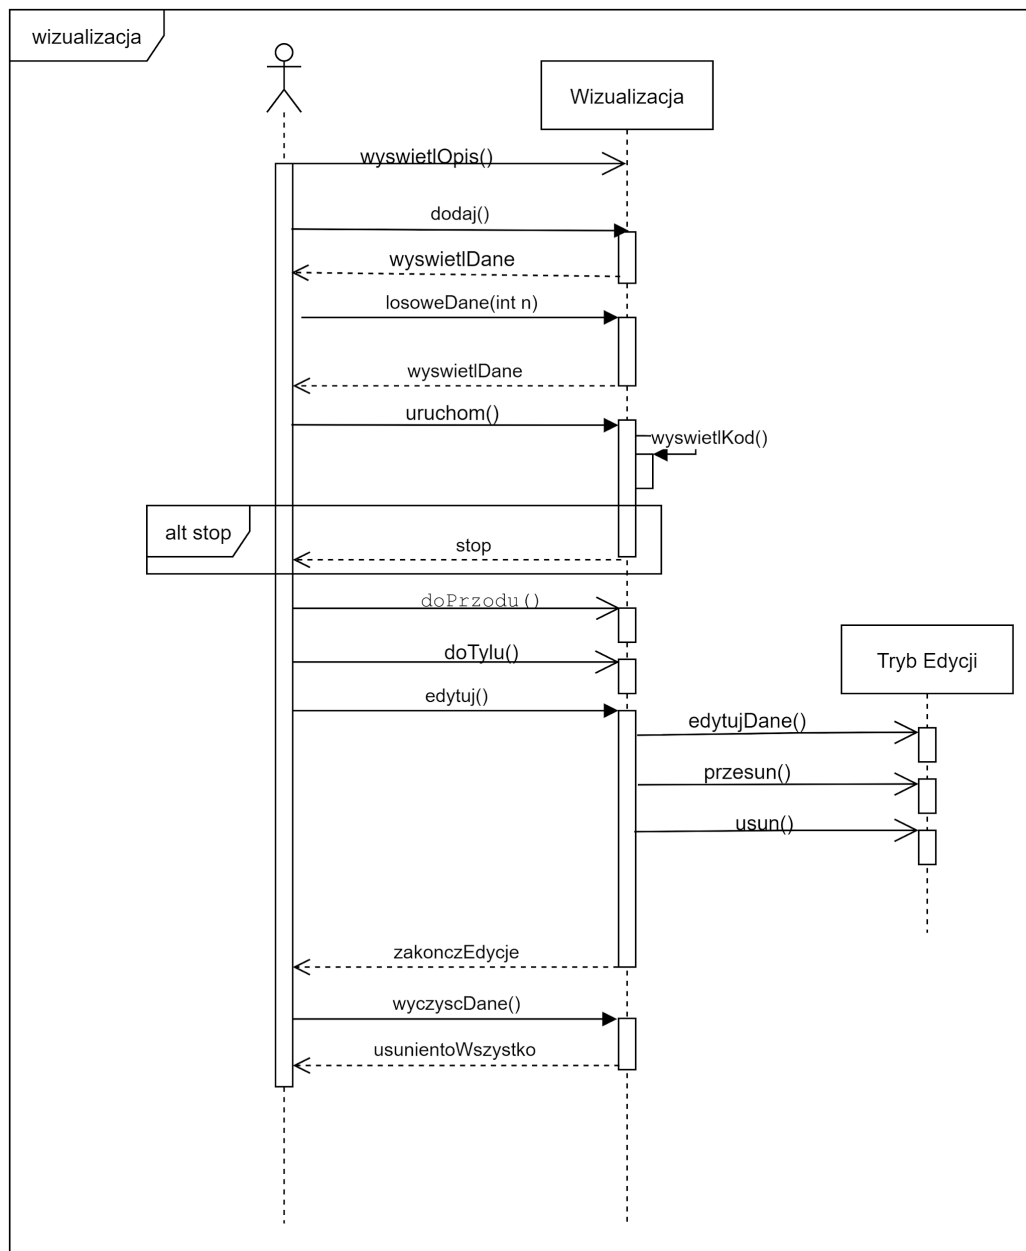 wizualizacja
Wizualizacja
wyswietlOpis()
dodaj()
wyswietlDane
losoweDane(int n)
wyswietlDane
uruchom()
wyswietlKod()
alt stop
stop
doPrzodu()
doTylu()
Tryb Edycji
edytuj()
edytujDane()
przesun()
usun()
zakonczEdycje
wyczyscDane()
usunientoWszystko